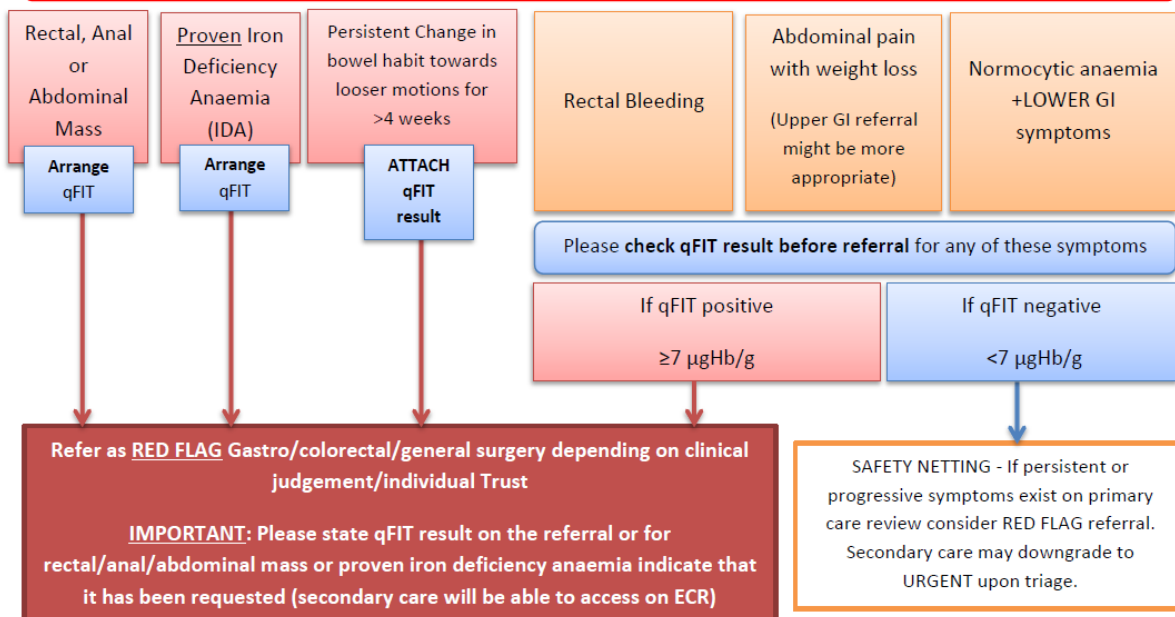 Rectal, Anal
or
Abdominal
Mass
Arrange
qFIT
Proven Iron
Deficiency
Anaemia
(IDA)
Arrange
qFIT
Persistent Change in
bowel habit towards
looser motions for
>4 weeks
ATTACH
qFIT
result
Rectal Bleeding
Abdominal pain
with weight loss
(Upper GI referral
might be more
appropriate)
Normocytic anaemia
+LOWER GI
symptoms
Please check qFIT result before referral for any of these symptoms
If qFIT positive
≥7 µgHb/g
If qFIT negative
<7 µgHb/g
Refer as RED FLAG Gastro/colorectal/general surgery depending on clinical
judgement/individual Trust
IMPORTANT: Please state qFIT result on the referral or for
rectal/anal/abdominal mass or proven iron deficiency anaemia indicate that
it has been requested (secondary care will be able to access on ECR)
SAFETY NETTING - If persistent or
progressive symptoms exist on primary
care review consider RED FLAG referral.
Secondary care may downgrade to
URGENT upon triage.